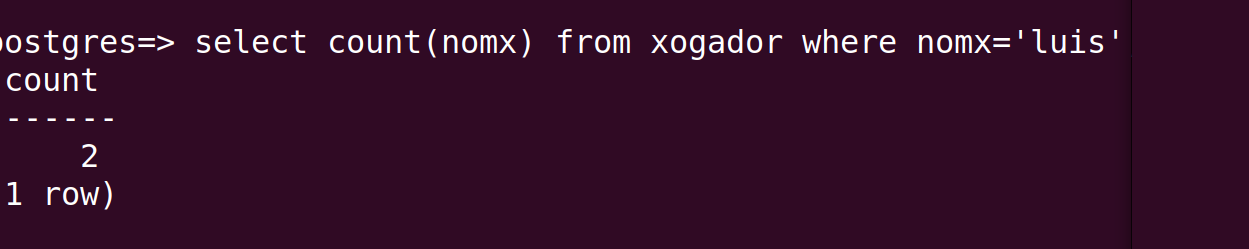 postgres=> select count(nomx) from xogador where nomx='luis'
count
------
2
1 row)